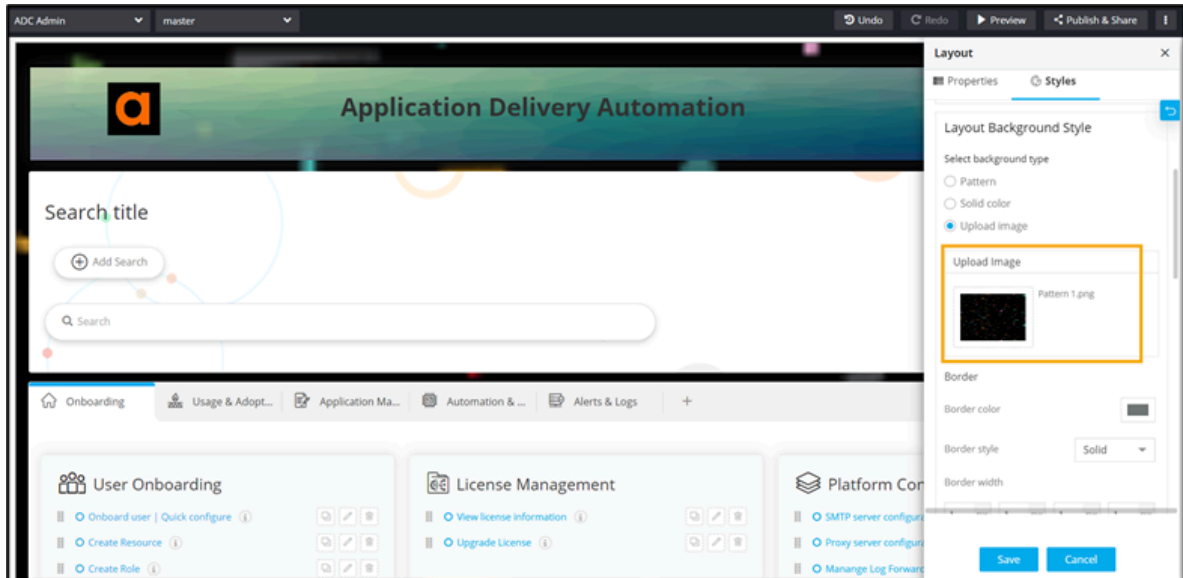 ADC Admin
master
Undo
Redo
Preview
Publish & Share
a
Application Delivery Automation
Search title
Add Search
Search
Onboarding
Usage & Adopt...
Application Ma...
Automation & ...
Alerts & Logs
+
User Onboarding
Onboard user | Quick configure
Create Resource
Create Role
License Management
View license information
Upgrade License
Platform Con
SMTP server configura
Proxy server configura
Manange Log Forward
Layout
Properties
Styles
Layout Background Style
Select background type
Pattern
Solid color
Upload image
Upload Image
Pattern 1.png
Border
Border color
Border style
Solid
Border width
Save
Cancel